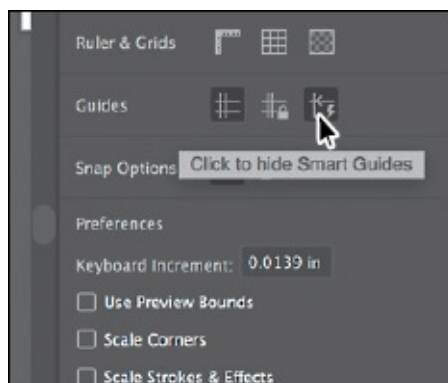 Ruler & Grids
Guides
Click to hide Smart Guides
Snap Options
Preferences
Keyboard Increment: 0.0139 in
Use Preview Bounds
Scale Corners
Scale Strokes & Effects